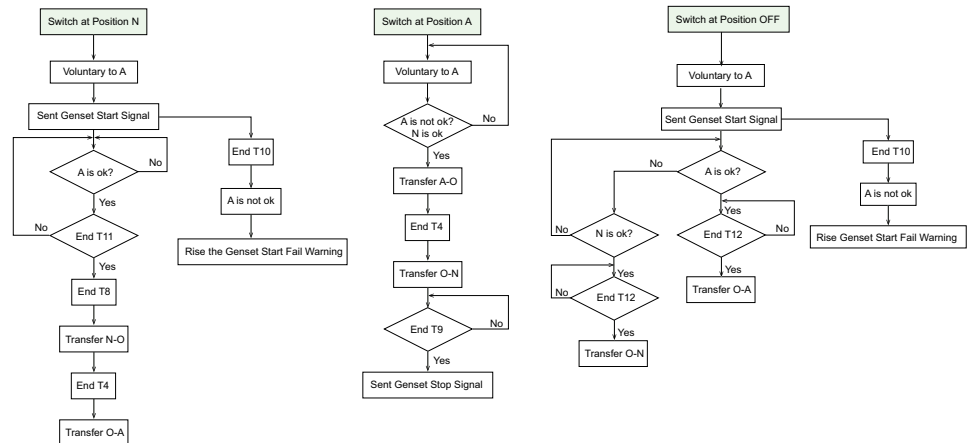 Switch at Position N
Voluntary to A
Sent Genset Start Signal
A is ok?
No
Yes
End T11
No
Yes
End T8
Transfer N-O
End T4
Transfer O-A
End T10
A is not ok
Rise the Genset Start Fail Warning
Switch at Position A
Voluntary to A
A is not ok?
N is ok
No
Yes
Transfer A-O
End T4
Transfer O-N
End T9
No
Yes
Sent Genset Stop Signal
Switch at Position OFF
Voluntary to A
Sent Genset Start Signal
A is ok?
No
Yes
N is ok?
No
Yes
End T12
No
Yes
Transfer O-N
End T12
No
Yes
Transfer O-A
End T10
A is not ok
Rise Genset Start Fail Warning